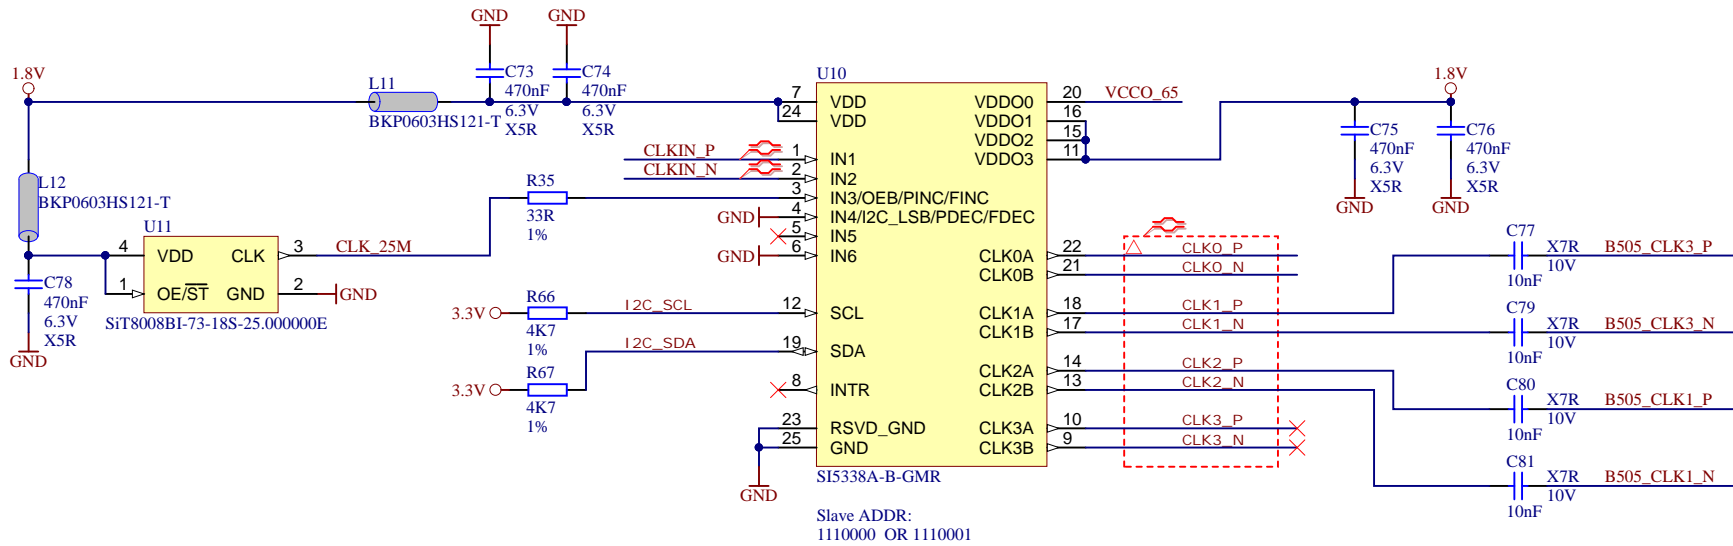 GND
GND
1.8V
L11
BKP0603HS121-T
C73
470nF
6.3V
X5R
C74
470nF
6.3V
X5R
U10
7
VDD
24
VDD
1
IN1
2
IN2
3
IN3/OEB/PINC/FINC
4
IN4/I2C_LSB/PDEC/FDEC
5
IN5
6
IN6
12
SCL
19
SDA
8
INTR
23
RSVD_GND
25
GND
VDDO0
20
VCCO_65
VDDO1
16
VDDO2
15
VDDO3
11
CLK0A
22
CLK0_P
CLK0B
21
CLK0_N
CLK1A
18
CLK1_P
CLK1B
17
CLK1_N
CLK2A
14
CLK2_P
CLK2B
13
CLK2_N
CLK3A
10
CLK3_P
CLK3B
9
CLK3_N
SI5338A-B-GMR
Slave ADDR:
1110000 OR 1110001
CLKIN_P
CLKIN_N
R35
33R
1%
GND
GND
L12
BKP0603HS121-T
U11
4
VDD
CLK
3
CLK_25M
1
OE/ST
GND
2
GND
SiT8008BI-73-18S-25.000000E
C78
470nF
6.3V
X5R
GND
3.3V
R66
4K7
1%
I2C_SCL
3.3V
R67
4K7
1%
I2C_SDA
GND
1.8V
C75
470nF
6.3V
X5R
GND
C76
470nF
6.3V
X5R
GND
C77
X7R
10V
10nF
B505_CLK3_P
C79
X7R
10V
10nF
B505_CLK3_N
C80
X7R
10V
10nF
B505_CLK1_P
C81
X7R
10V
10nF
B505_CLK1_N